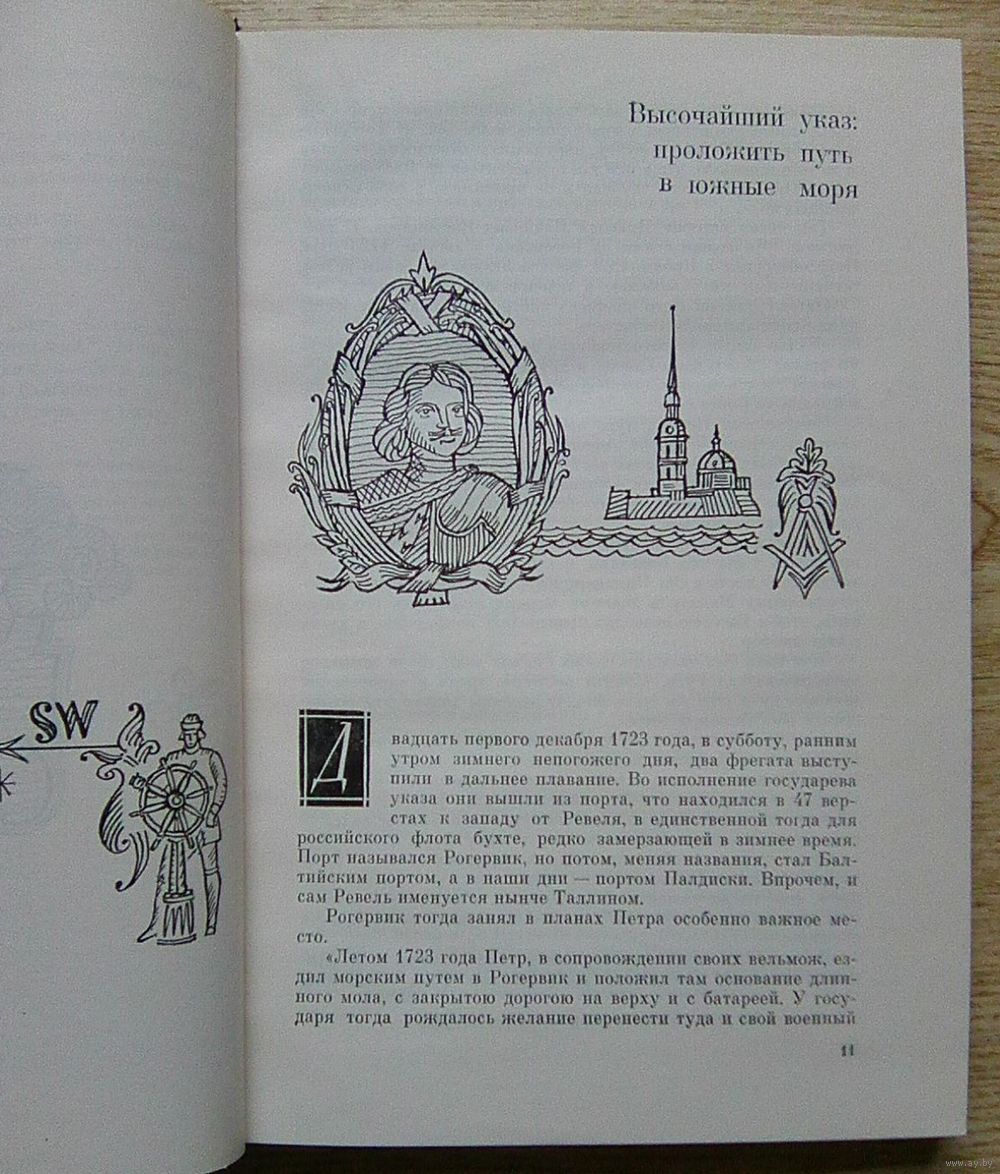 Высочайший указ:
проложить путь
в южные моря
SW
Двадцать первого декабря 1723 года, в субботу, ранним
утром зимнего непогожего дня, два фрегата высту-
пили в дальнее плавание. Во исполнение государева
указа они вышли из порта, что находился в 47 вер-
стах к западу от Ревеля, в единственной тогда для
российского флота бухте, редко замерзающей в зимнее время.
Порт назывался Рогервик, но потом, меняя названия, стал Бал-
тийским портом, а в наши дни — портом Палдиски. Впрочем, и
сам Ревель именуется нынче Таллином.
Рогервик тогда занял в планах Петра особенно важное ме-
сто.
«Летом 1723 года Петр, в сопровождении своих вельмож, ез-
дил морским путем в Рогервик и положил там основание длин-
ного мола, с закрытою дорогою на верху и с батареей. У госу-
даря тогда рождалось желание перенести туда и свой военный
11
www.ay.by